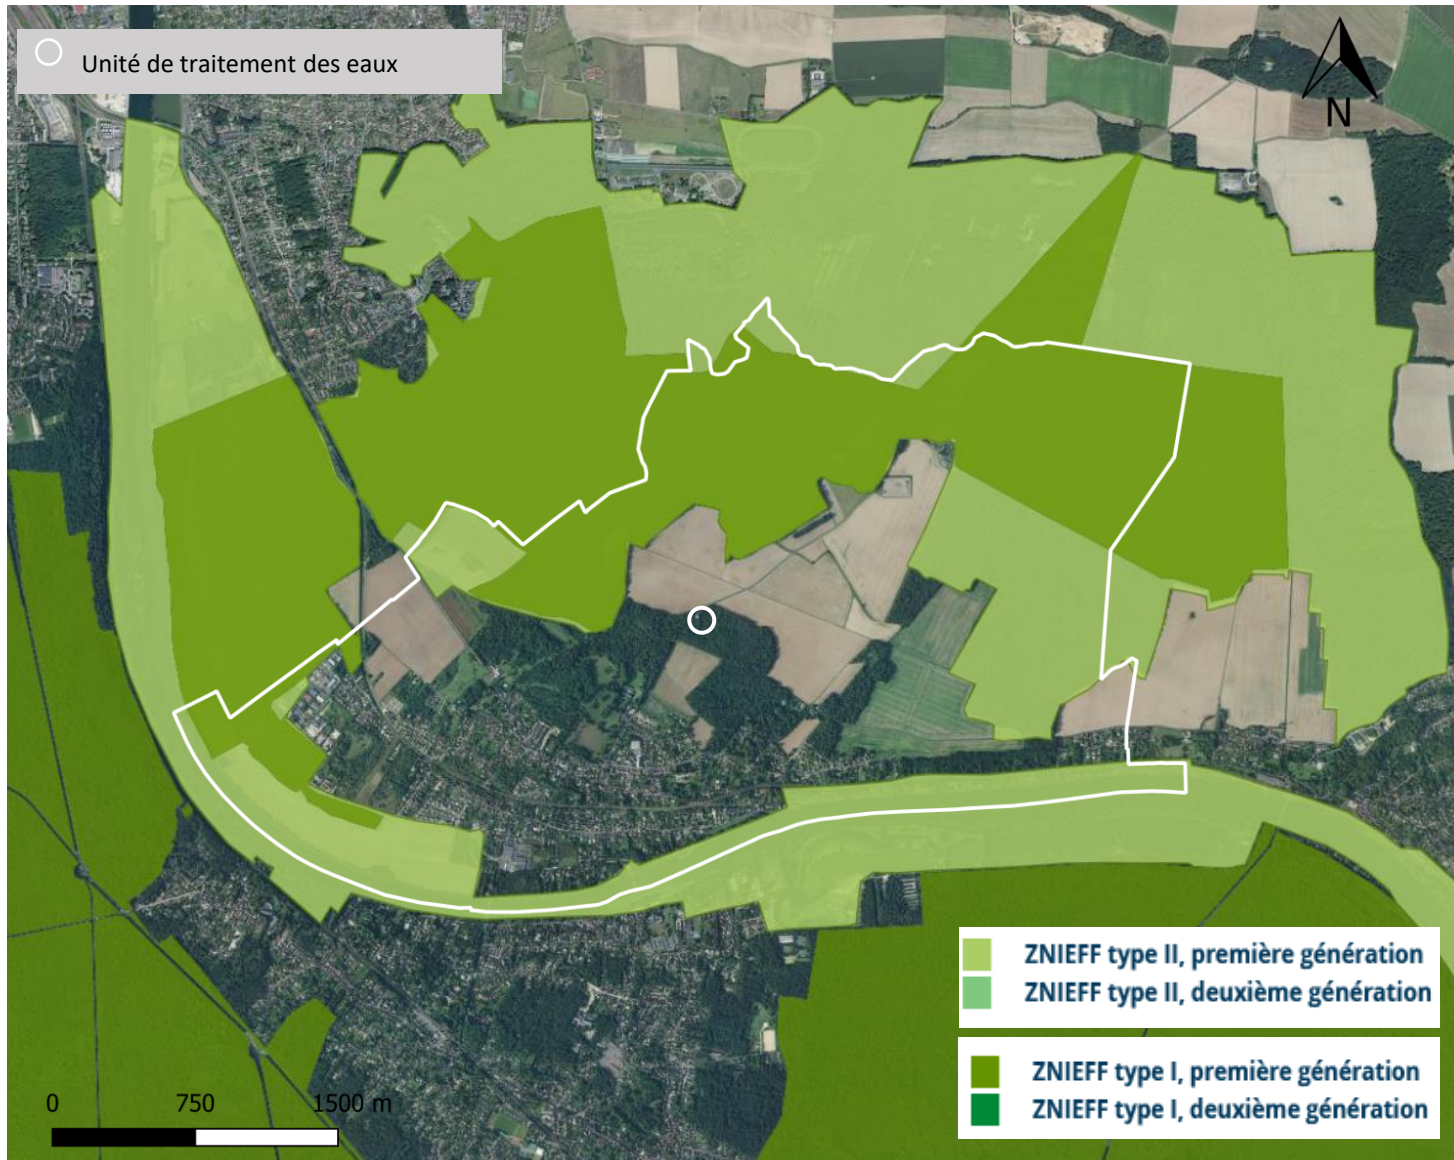 Unité de traitement des eaux
N
ZNIEFF type II, première génération
ZNIEFF type II, deuxième génération
ZNIEFF type I, première génération
ZNIEFF type I, deuxième génération
0 750 1500 m